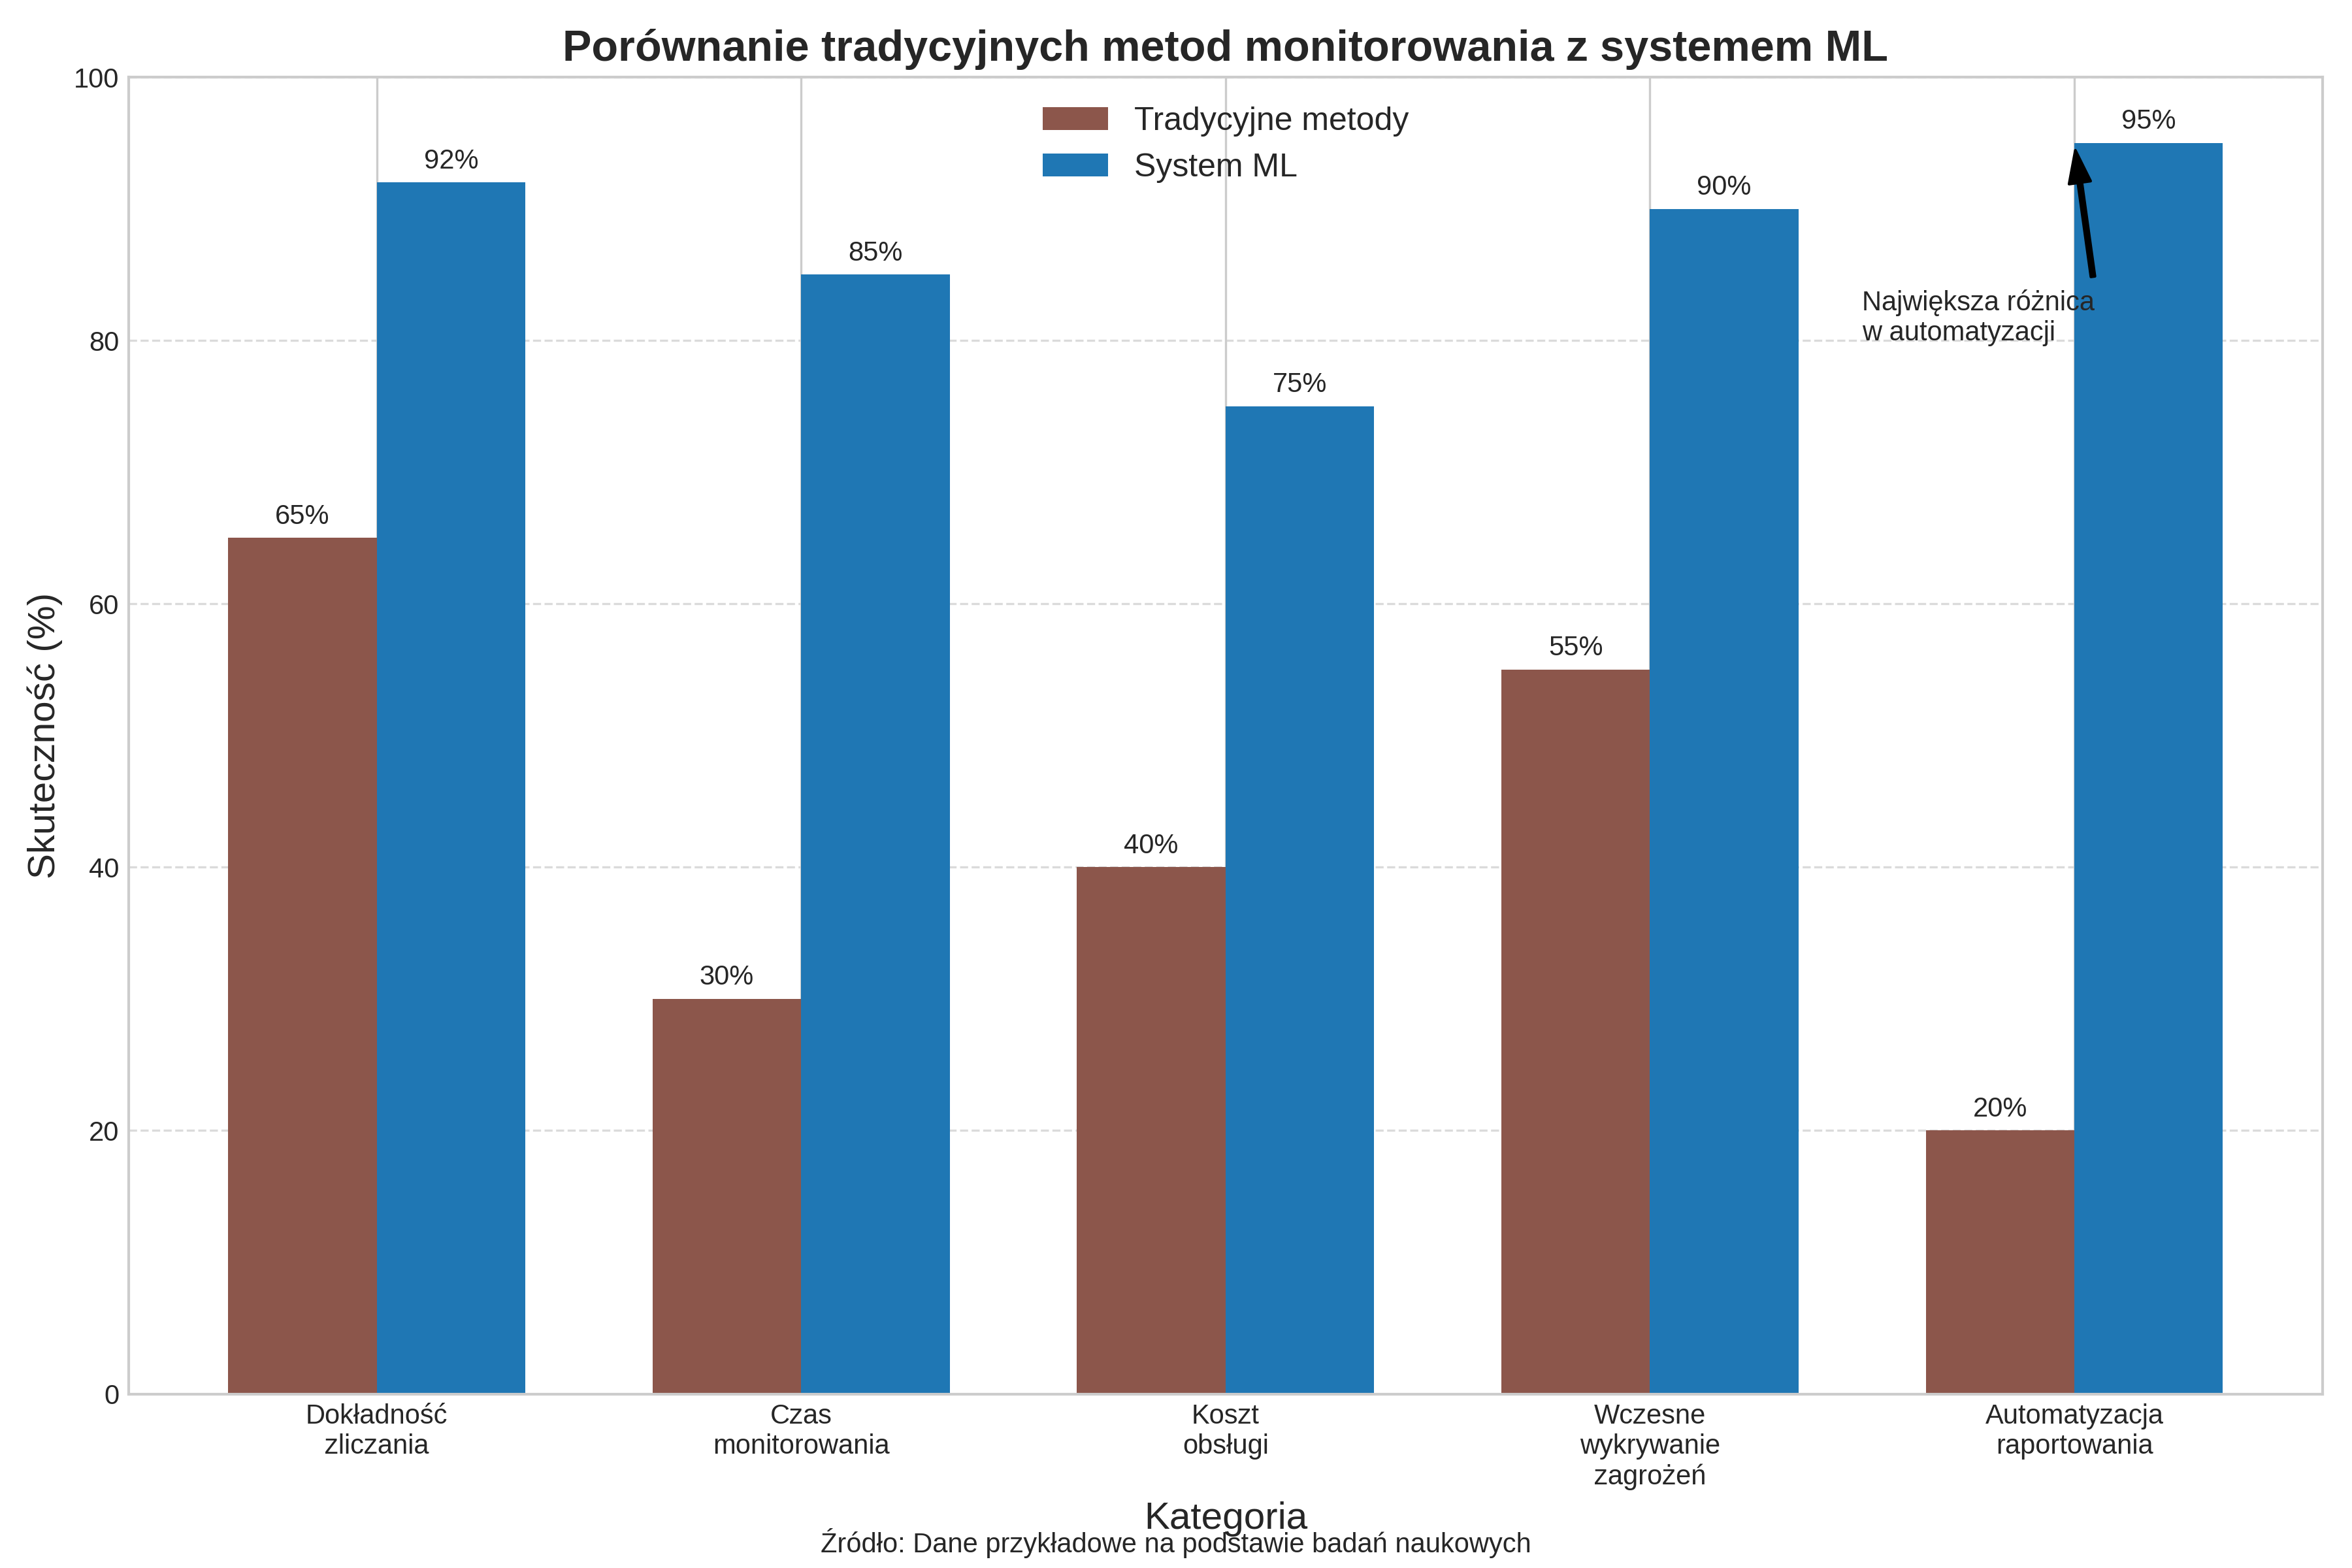 Porównanie tradycyjnych metod monitorowania z systemem ML
Tradycyjne metody
System ML
Skuteczność (%)
100
80
60
40
20
0
65%
92%
30%
85%
40%
75%
55%
90%
20%
95%
Największa różnica
w automatyzacji
Dokładność
zliczania
Czas
monitorowania
Koszt
obsługi
Wczesne
wykrywanie
zagrożeń
Automatyzacja
raportowania
Kategoria
Źródło: Dane przykładowe na podstawie badań naukowych